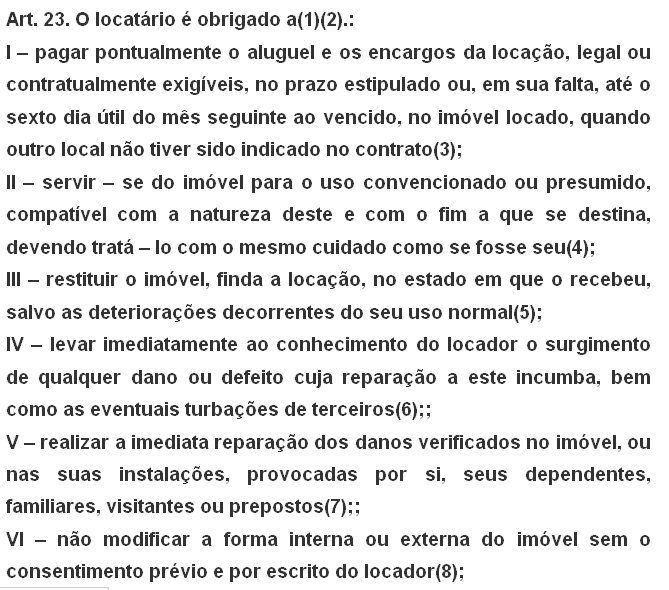 Art. 23. O locatário é obrigado a(1)(2).:
I – pagar pontualmente o aluguel e os encargos da locação, legal ou
contratualmente exigíveis, no prazo estipulado ou, em sua falta, até o
sexto dia útil do mês seguinte ao vencido, no imóvel locado, quando
outro local não tiver sido indicado no contrato(3);
II – servir – se do imóvel para o uso convencionado ou presumido,
compatível com a natureza deste e com o fim a que se destina,
devendo tratá – lo com o mesmo cuidado como se fosse seu(4);
III – restituir o imóvel, finda a locação, no estado em que o recebeu,
salvo as deteriorações decorrentes do seu uso normal(5);
IV – levar imediatamente ao conhecimento do locador o surgimento
de qualquer dano ou defeito cuja reparação a este incumba, bem
como as eventuais turbações de terceiros(6);;
V – realizar a imediata reparação dos danos verificados no imóvel, ou
nas suas instalações, provocadas por si, seus dependentes,
familiares, visitantes ou prepostos(7);;
VI – não modificar a forma interna ou externa do imóvel sem o
consentimento prévio e por escrito do locador(8);